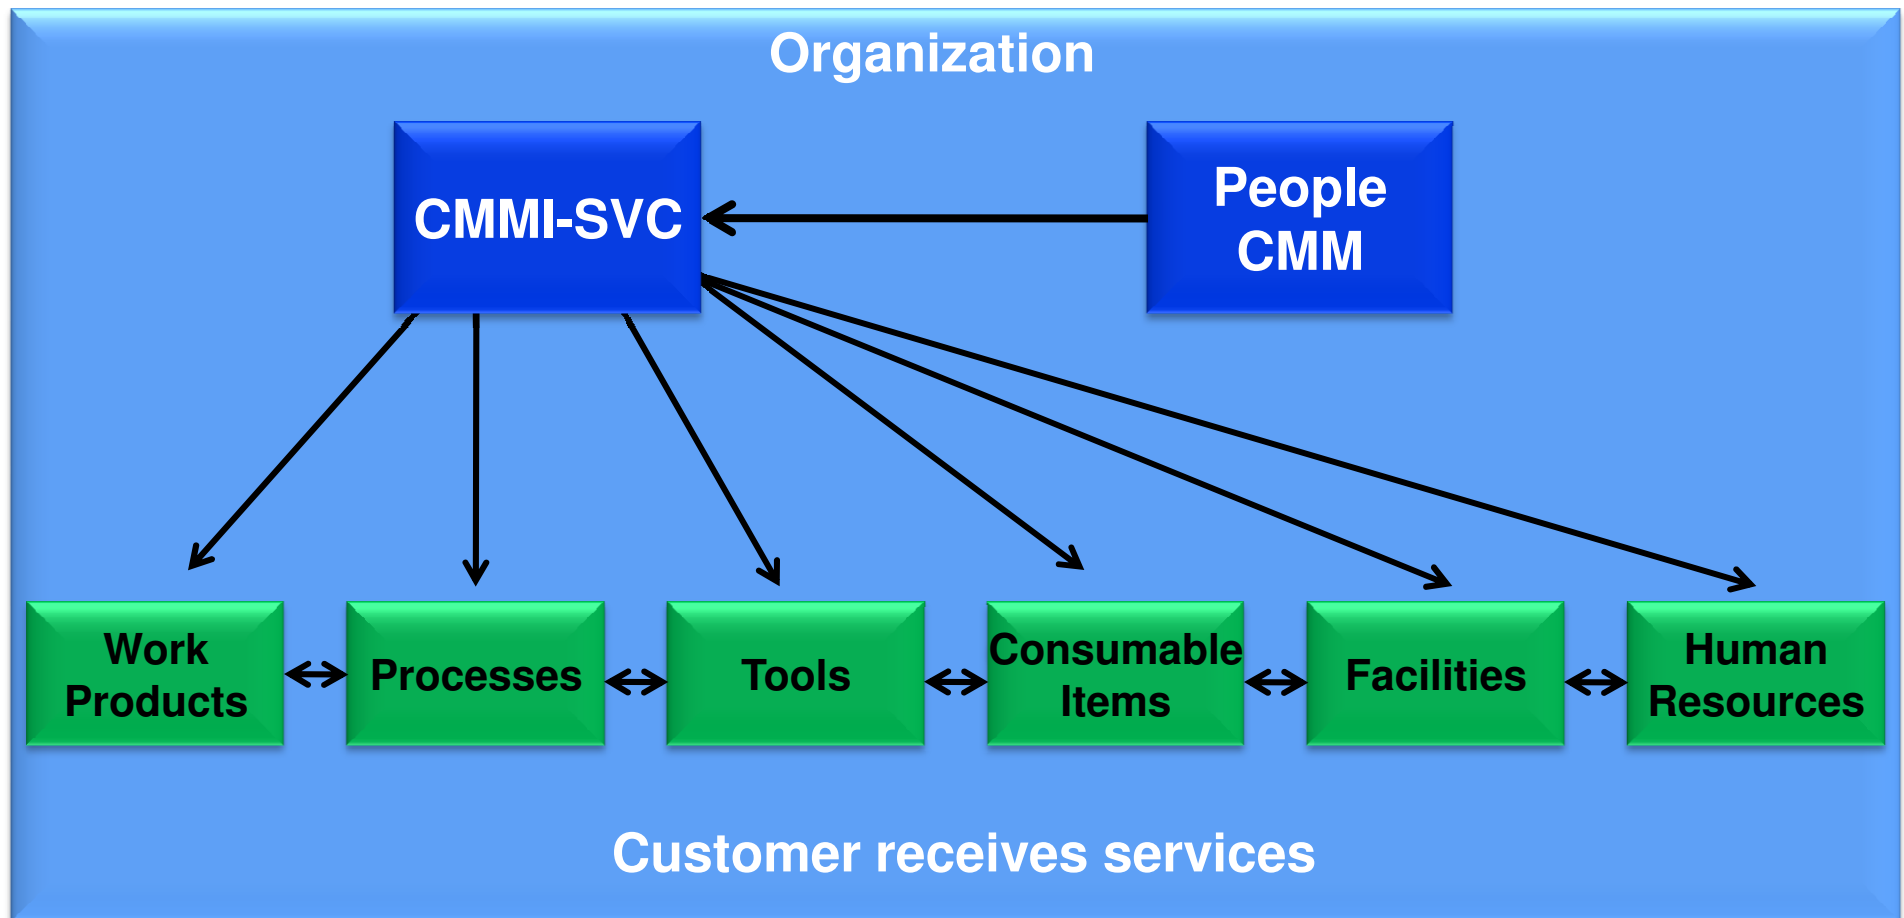 Organization
CMMI-SVC
People
CMM
Work
Products
Processes
Tools
Consumable
Items
Facilities
Human
Resources
Customer receives services